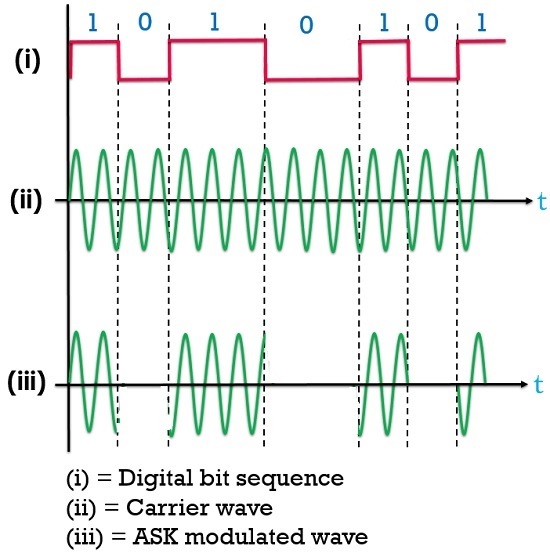 1 0 1 0 1 0 1
(i)
(ii) t
(iii) t
(i) = Digital bit sequence
(ii) = Carrier wave
(iii) = ASK modulated wave